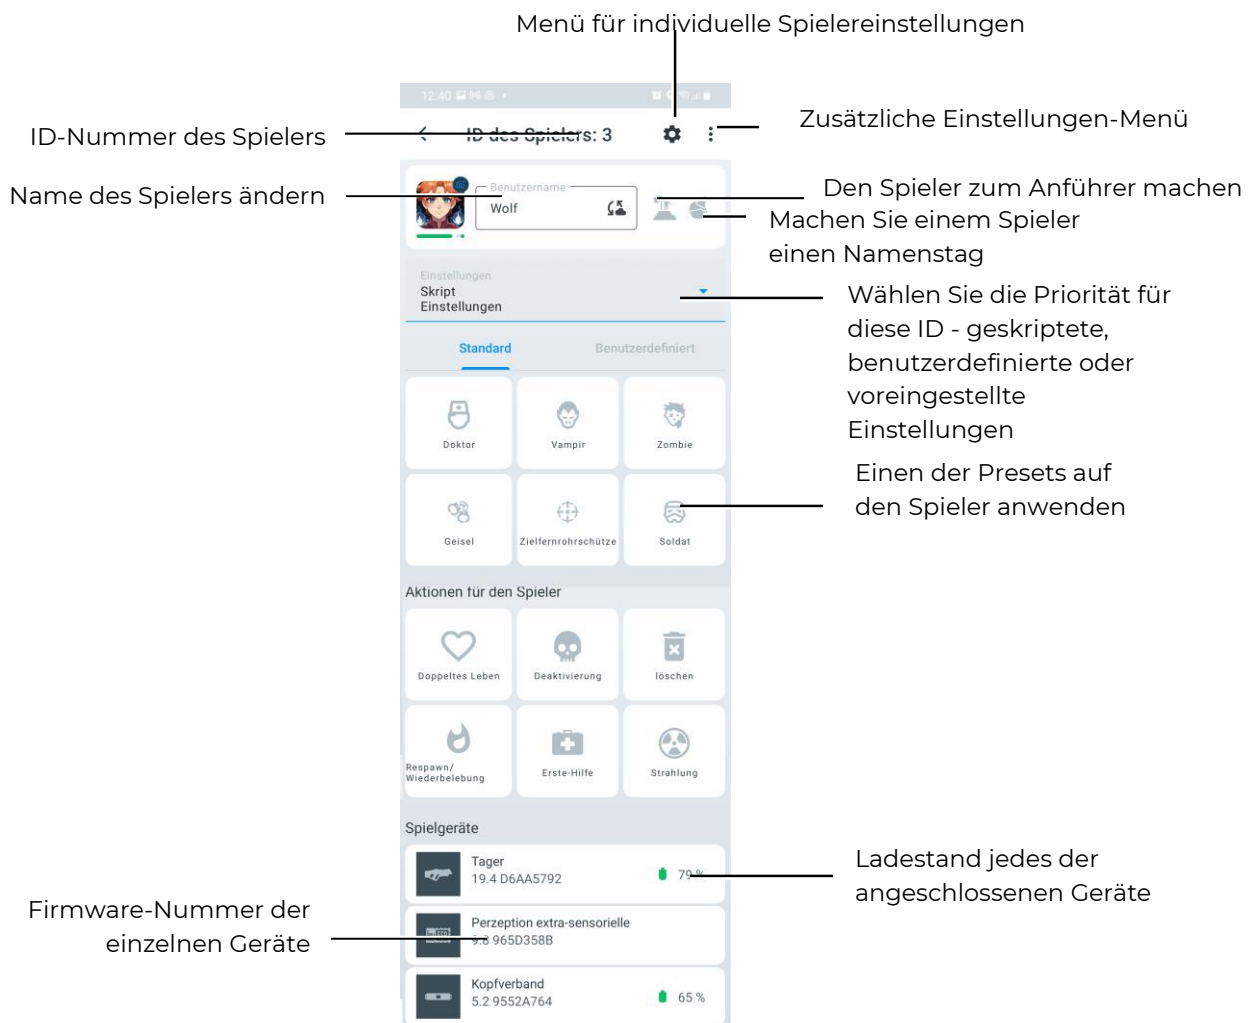 Menü für individuelle Spielereinstellungen
12:40
ID-Nummer des Spielers
ID des Spielers: 3
Zusätzliche Einstellungen-Menü
Name des Spielers ändern
Benutzername
Wolf
Den Spieler zum Anführer machen
Machen Sie einem Spieler
einen Namenstag
Einstellungen
Skript
Einstellungen
Wählen Sie die Priorität für
diese ID - geskriptete,
benutzerdefinierte oder
voreingestellte
Einstellungen
Standard
Benutzerdefiniert
Doktor
Vampir
Zombie
Einen der Presets auf
den Spieler anwenden
Geisel
Zielfernrohrschütze
Soldat
Aktionen für den Spieler
Doppeltes Leben
Deaktivierung
löschen
Respawn/
Wiederbelebung
Erste-Hilfe
Strahlung
Spielgeräte
Tager
19.4 D6AA5792
79 %
Ladestand jedes der
angeschlossenen Geräte
Firmware-Nummer der
einzelnen Geräte
Perzeption extra-sensorielle
9.8 965D358B
Kopfverband
5.2 9552A764
65 %